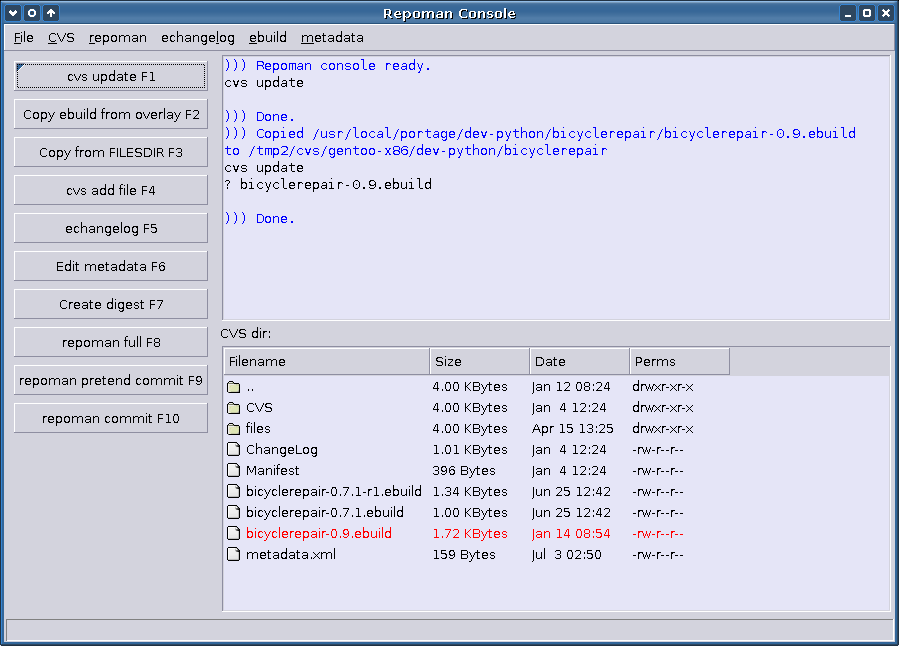 Repoman Console
File CVS repoman echangelog ebuild metadata
cvs update F1
Copy ebuild from overlay F2
Copy from FILESDIR F3
cvs add file F4
echangelog F5
Edit metadata F6
Create digest F7
repoman full F8
repoman pretend commit F9
repoman commit F10
))) Repoman console ready.
cvs update
))) Done.
))) Copied /usr/local/portage/dev-python/bicyclerepair/bicyclerepair-0.9.ebuild
to /tmp2/cvs/gentoo-x86/dev-python/bicyclerepair
cvs update
? bicyclerepair-0.9.ebuild
))) Done.
CVS dir:
Filename Size Date Perms
.. 4.00 KBytes Jan 12 08:24 drwxr-xr-x
CVS 4.00 KBytes Jan 4 12:24 drwxr-xr-x
files 4.00 KBytes Apr 15 13:25 drwxr-xr-x
ChangeLog 1.01 KBytes Jan 4 12:24 -rw-r--r--
Manifest 396 Bytes Jan 4 12:24 -rw-r--r--
bicyclerepair-0.7.1-r1.ebuild 1.34 KBytes Jun 25 12:42 -rw-r--r--
bicyclerepair-0.7.1.ebuild 1.00 KBytes Jun 25 12:42 -rw-r--r--
bicyclerepair-0.9.ebuild 1.72 KBytes Jan 14 08:54 -rw-r--r--
metadata.xml 159 Bytes Jul 3 02:50 -rw-r--r--